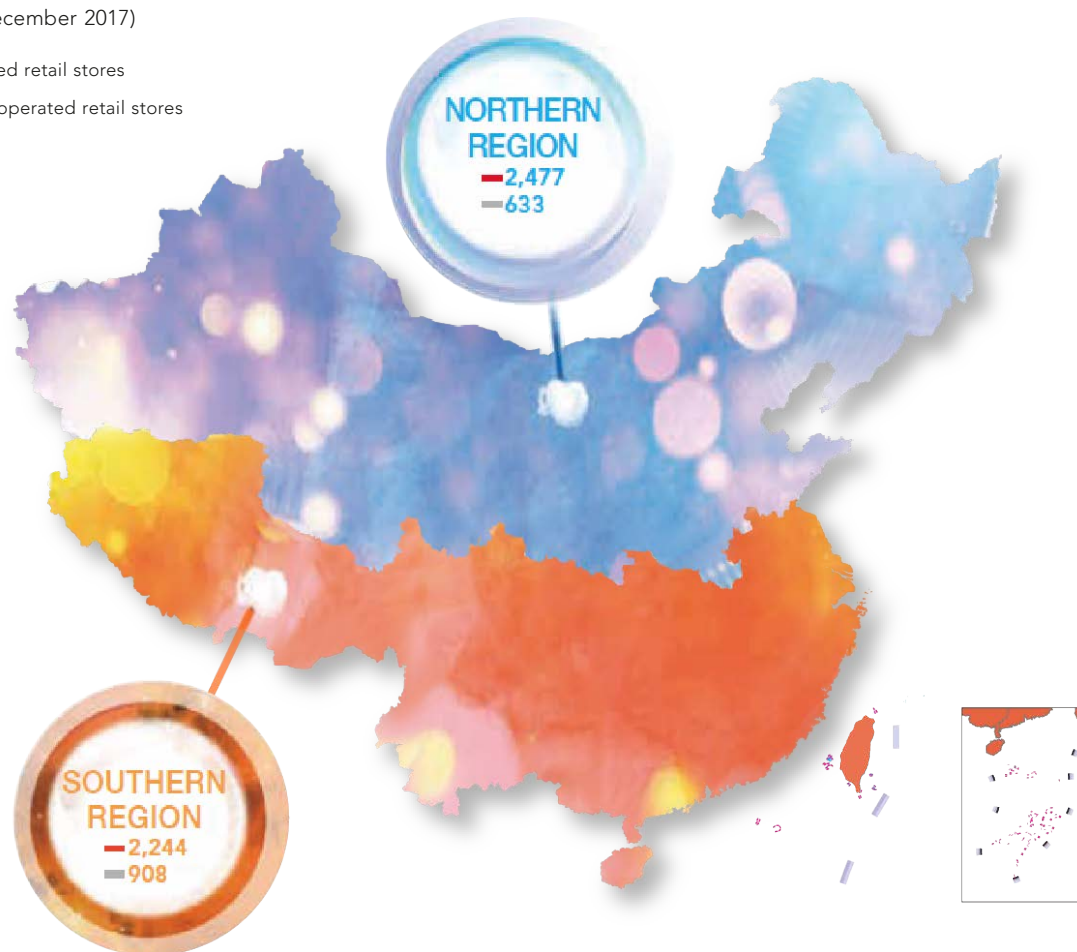 ecember 2017)
ed retail stores
operated retail stores
NORTHERN
REGION
2,477
633
SOUTHERN
REGION
2,244
908